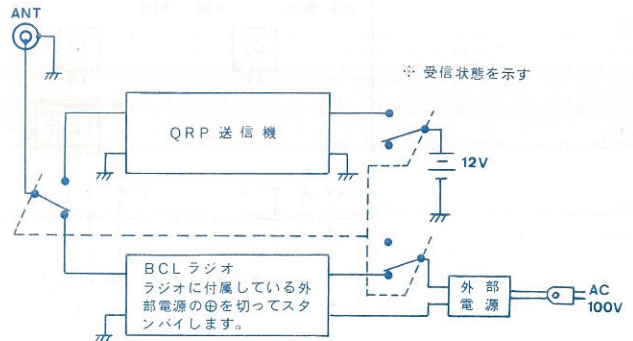 ANT
※ 受信状態を示す
QRP 送信機
12V
BCL ラジオ
ラジオに付属している外
部電源の⊕を切ってスタ
ンバイします。
外部
電源
AC
100V